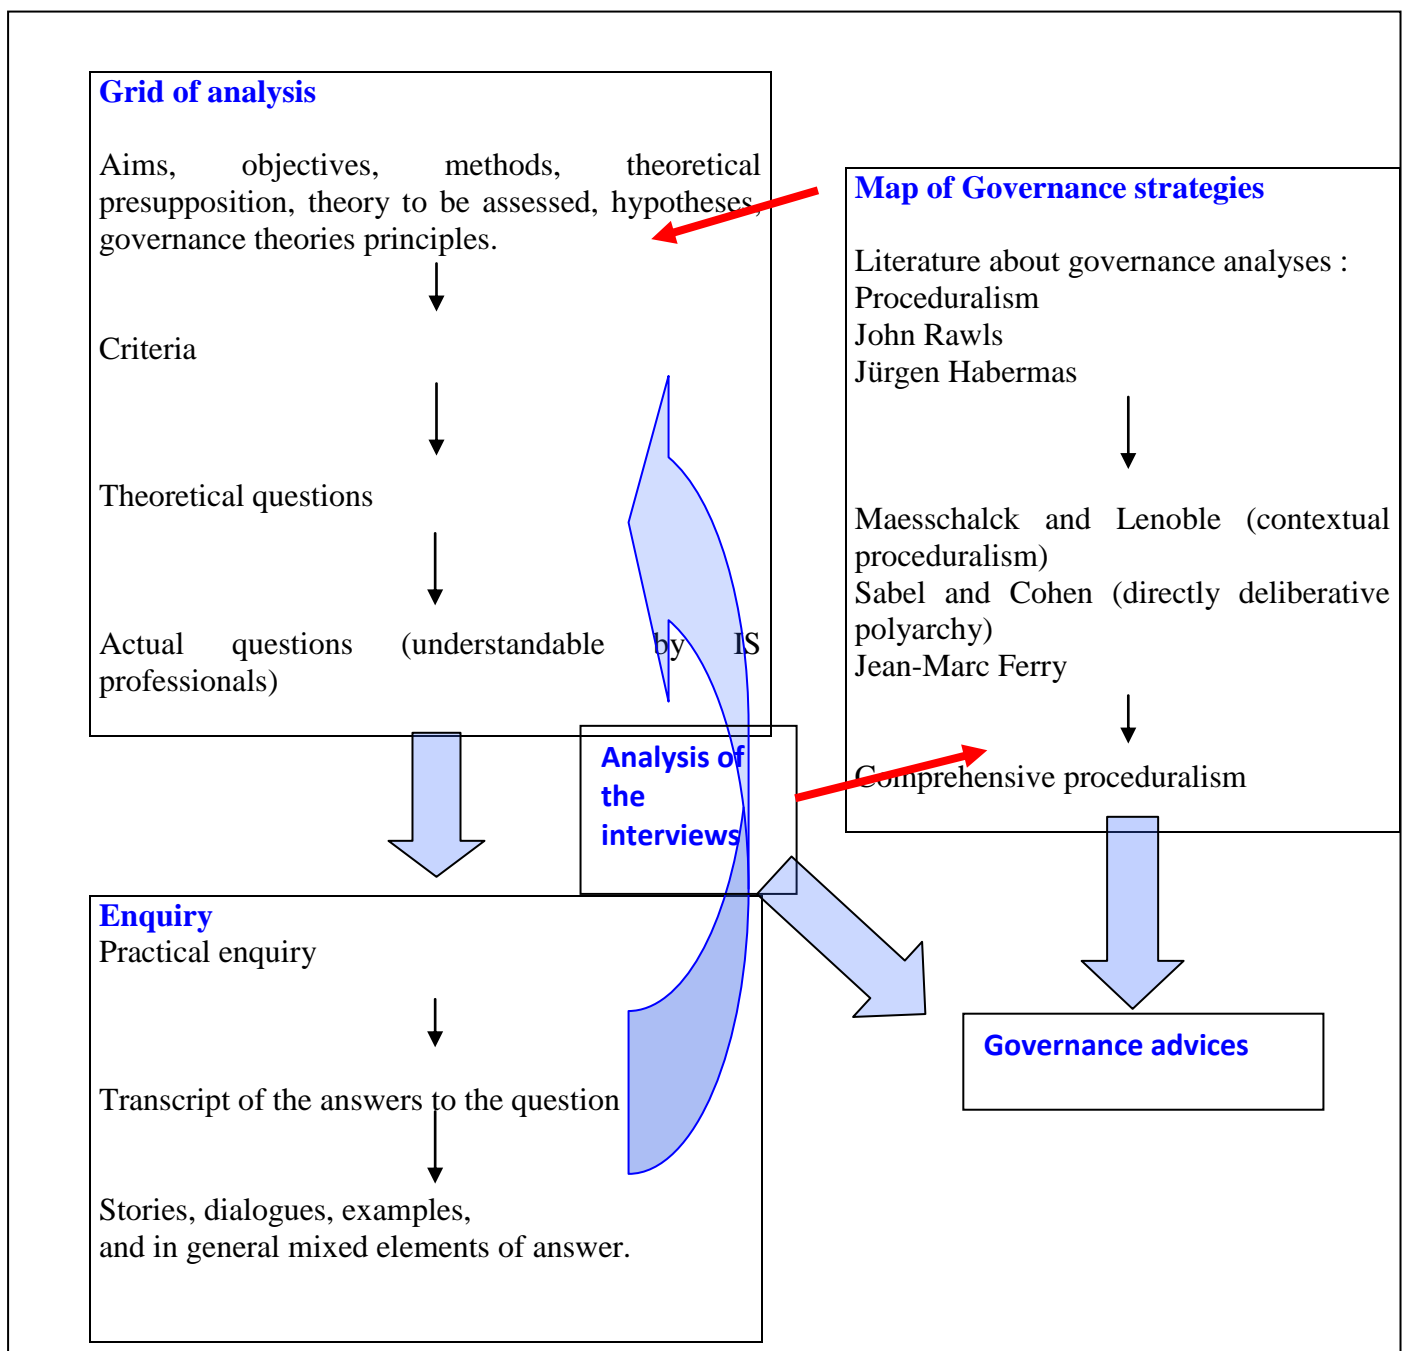 Grid of analysis
Aims, objectives, methods, theoretical
presupposition, theory to be assessed, hypotheses,
governance theories principles.
Criteria
Theoretical questions
Actual questions (understandable by IS
professionals)
Map of Governance strategies
Literature about governance analyses :
Proceduralism
John Rawls
Jürgen Habermas
Maesschalck and Lenoble (contextual
proceduralism)
Sabel and Cohen (directly deliberative
polyarchy)
Jean-Marc Ferry
Comprehensive proceduralism
Analysis of
the
interviews
Enquiry
Practical enquiry
Transcript of the answers to the question
Stories, dialogues, examples,
and in general mixed elements of answer.
Governance advices